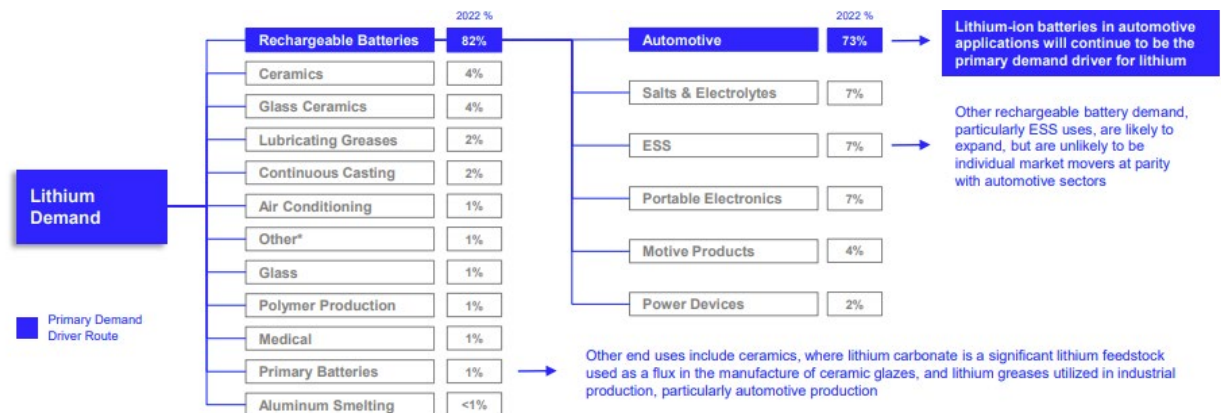 2022 %
2022 %
Rechargeable Batteries 82%
Automotive 73%
Lithium-ion batteries in automotive
applications will continue to be the
primary demand driver for lithium
Ceramics 4%
Glass Ceramics 4%
Lubricating Greases 2%
Continuous Casting 2%
Air Conditioning 1%
Other* 1%
Glass 1%
Polymer Production 1%
Medical 1%
Primary Batteries 1%
Aluminum Smelting <1%
Salts & Electrolytes 7%
ESS 7%
Portable Electronics 7%
Motive Products 4%
Power Devices 2%
Other rechargeable battery demand,
particularly ESS uses, are likely to
expand, but are unlikely to be
individual market movers at parity
with automotive sectors
Lithium
Demand
Primary Demand
Driver Route
Other end uses include ceramics, where lithium carbonate is a significant lithium feedstock
used as a flux in the manufacture of ceramic glazes, and lithium greases utilized in industrial
production, particularly automotive production